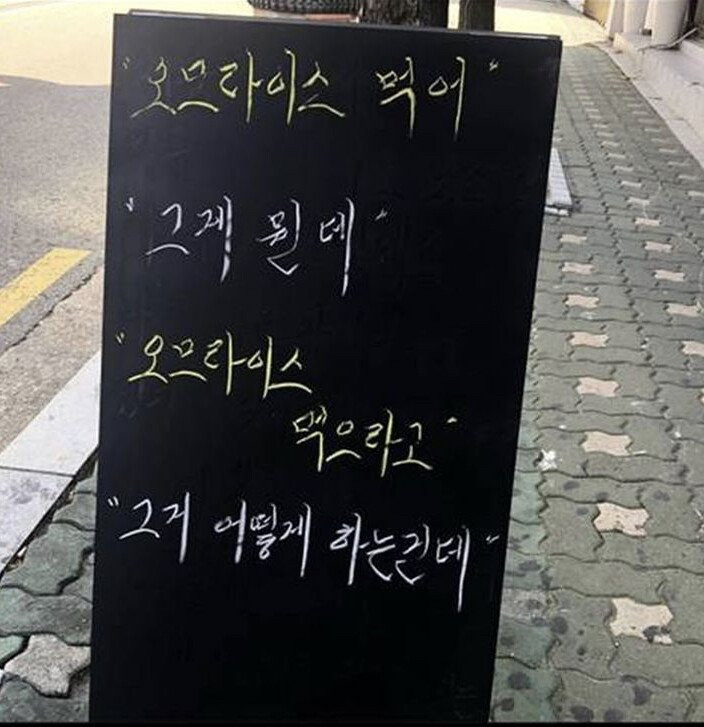 "오므라이스 먹어"
"그게 뭔데"
"오므라이스
먹으라고"
"그거 어떻게 하는건데"